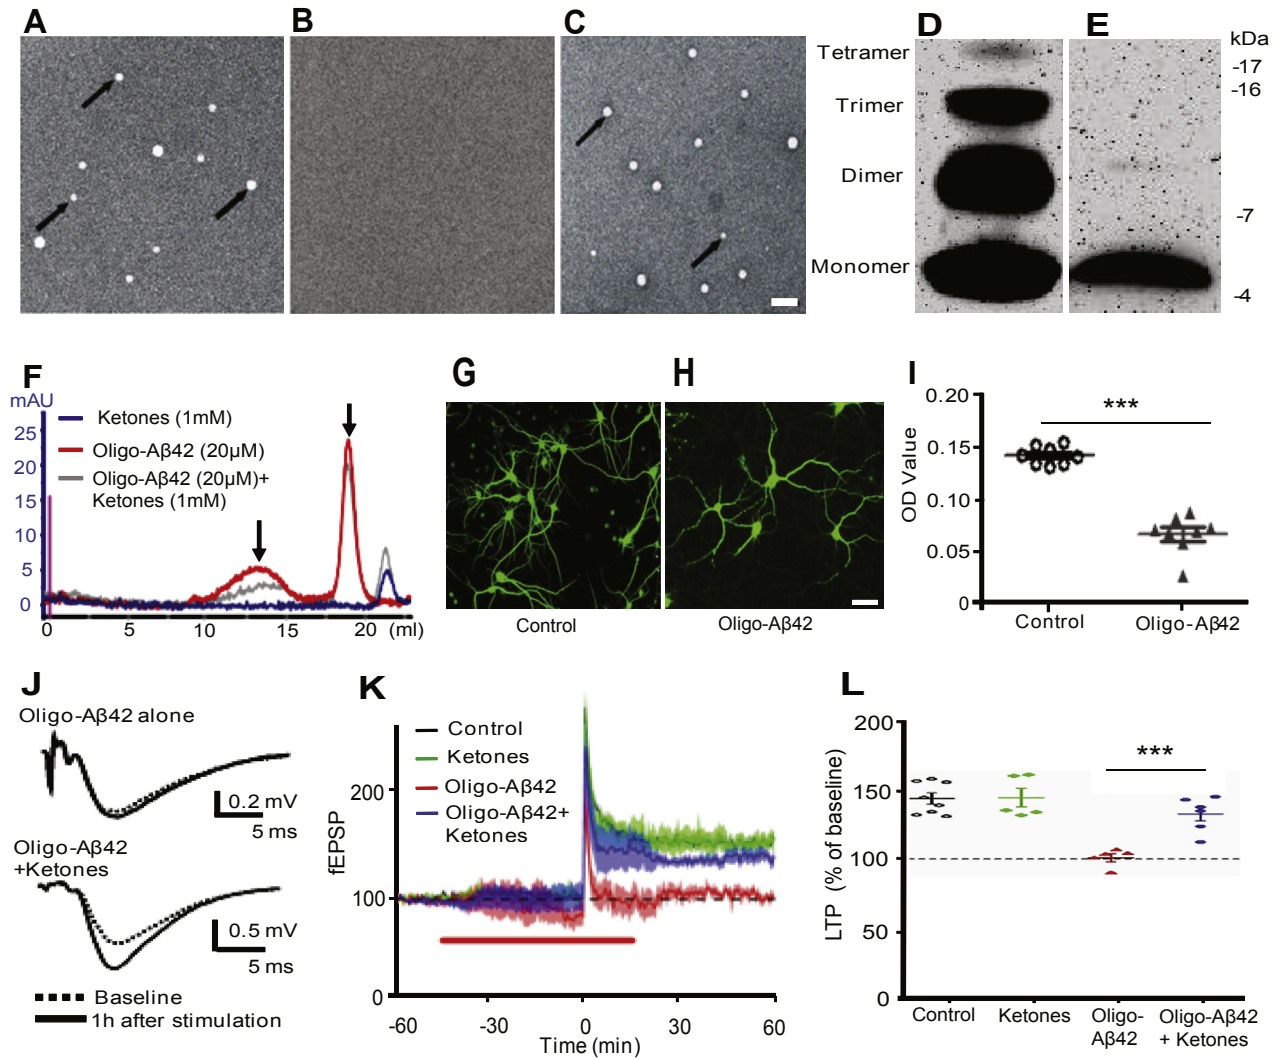 A
B
C
D
E
Tetramer
Trimer
Dimer
Monomer
kDa
-17
-16
-7
-4
F
mAU
25
20
15
10
5
0
Ketones (1mM)
Oligo-Aβ42 (20μM)
Oligo-Aβ42 (20μM)+
Ketones (1mM)
0
5
10
15
20
(ml)
G
H
Control
Oligo-Aβ42
I
OD Value
0.20
0.15
0.10
0.05
0
***
Control
Oligo-Aβ42
J
Oligo-Aβ42 alone
0.2 mV
5 ms
Oligo-Aβ42
+Ketones
0.5 mV
5 ms
Baseline
1h after stimulation
K
fEPSP
200
100
0
Control
Ketones
Oligo-Aβ42
Oligo-Aβ42+
Ketones
-60
-30
0
30
60
Time (min)
L
LTP (% of baseline)
200
150
100
50
0
***
Control
Ketones
Oligo-
Aβ42
Oligo-Aβ42
+ Ketones